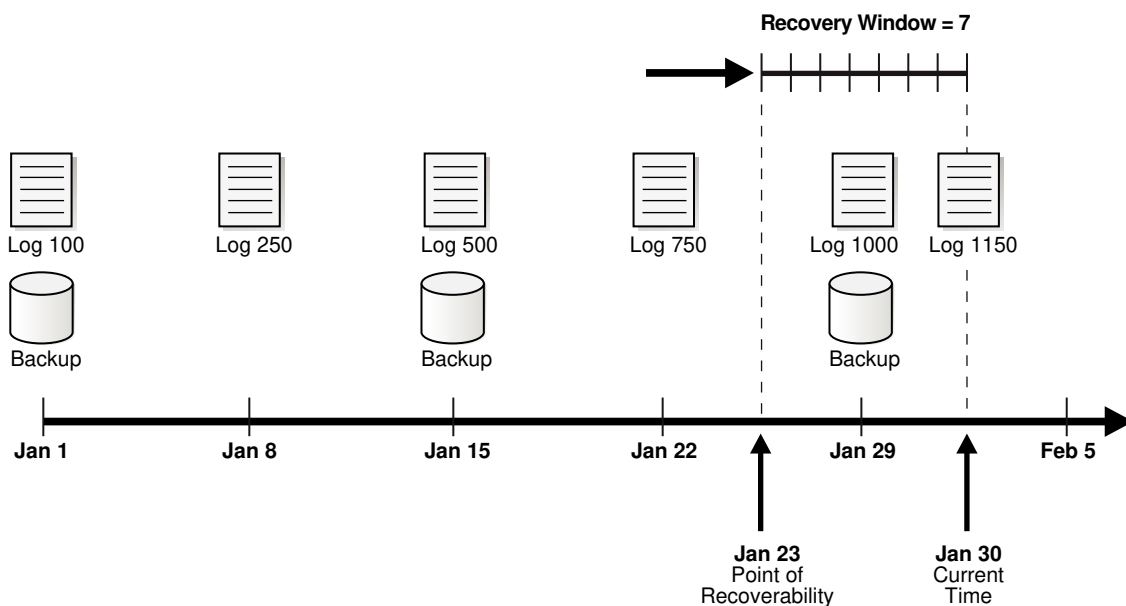 Recovery Window = 7
Log 100
Log 250
Log 500
Log 750
Log 1000
Log 1150
Backup
Backup
Backup
Jan 1
Jan 8
Jan 15
Jan 22
Jan 29
Feb 5
Jan 23
Point of
Recoverability
Jan 30
Current
Time